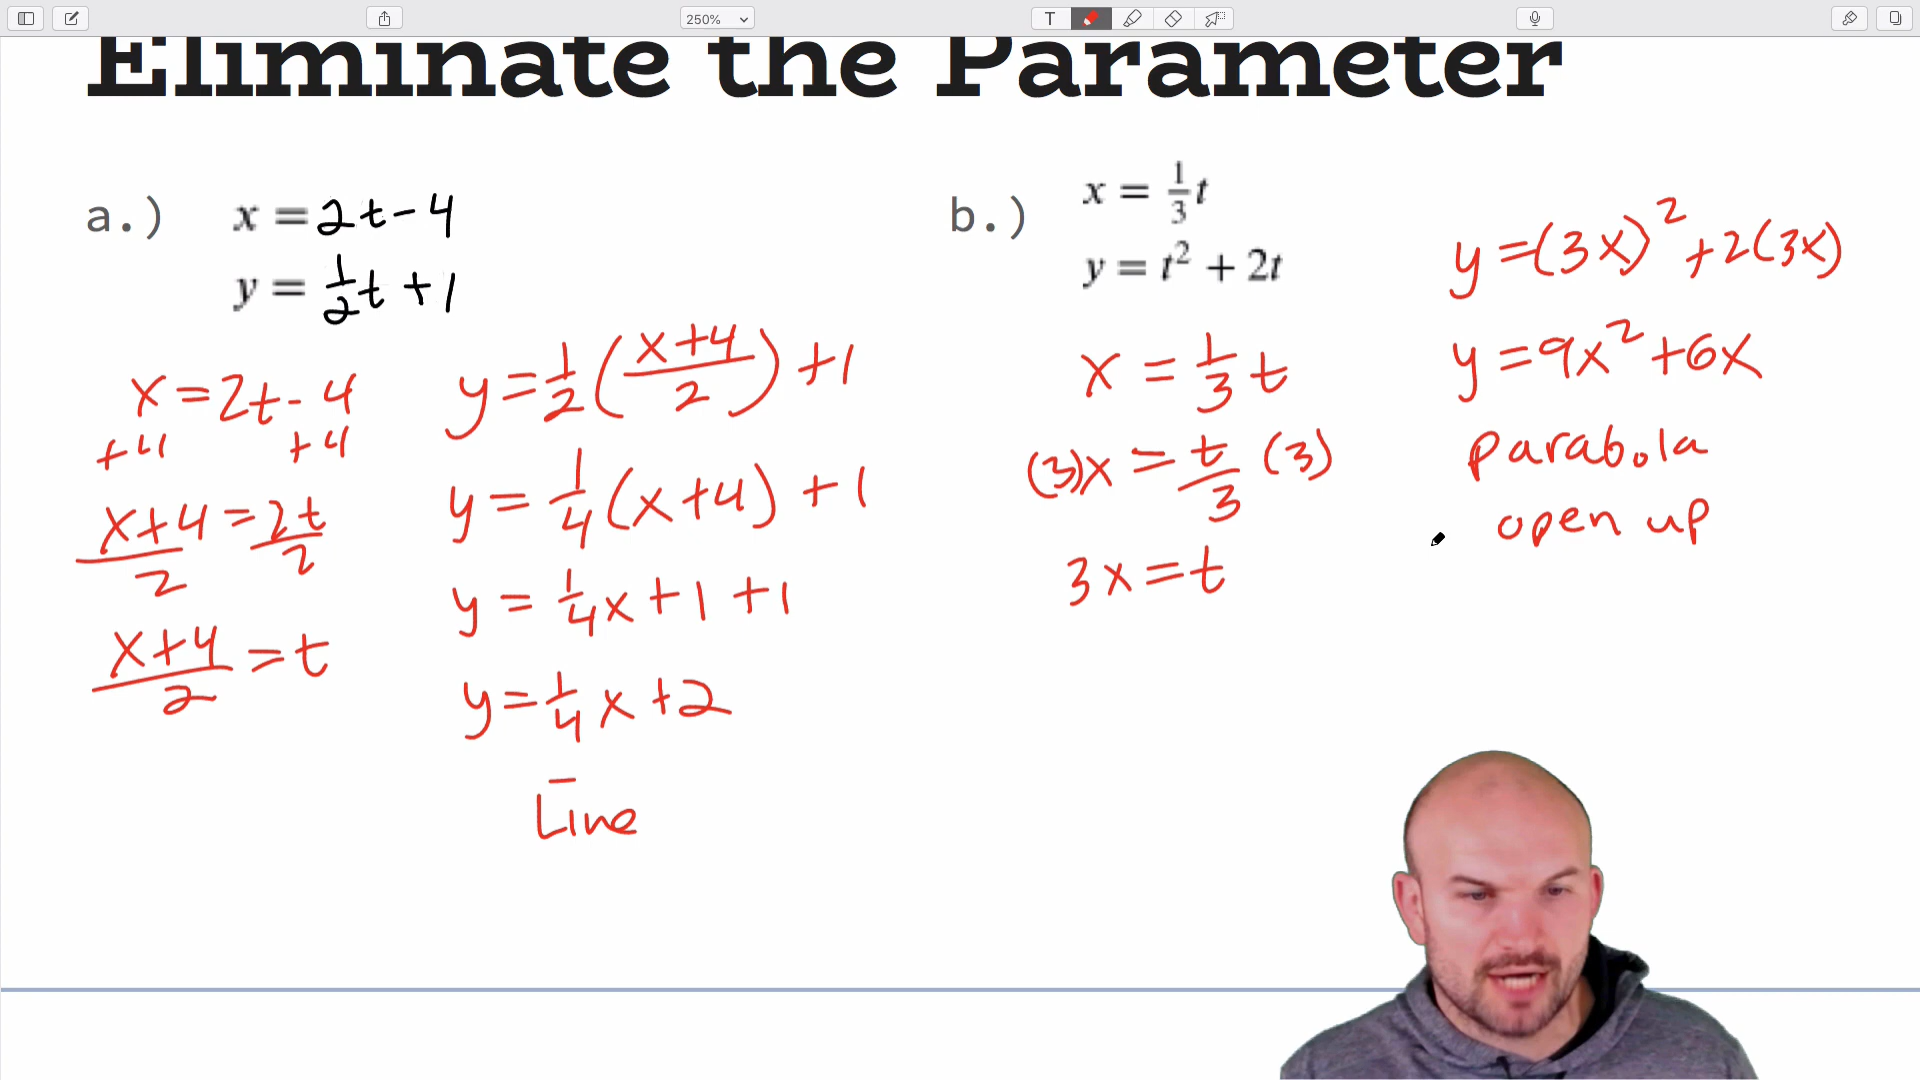 250%
T
Eliminate the Parameter
a.) x = 2t - 4
y = 1/2 t + 1
x = 2t - 4
+4 +4
x+4 = 2t
2 2
x+4
2 = t
y = 1/2 (x+4/2) + 1
y = 1/4 (x+4) + 1
y = 1/4 x + 1 + 1
y = 1/4 x + 2
Line
b.) x = 1/3 t
y = t² + 2t
x = 1/3 t
(3)x = t/3 (3)
3x = t
y = (3x)² + 2(3x)
y = 9x² + 6x
parabola
open up